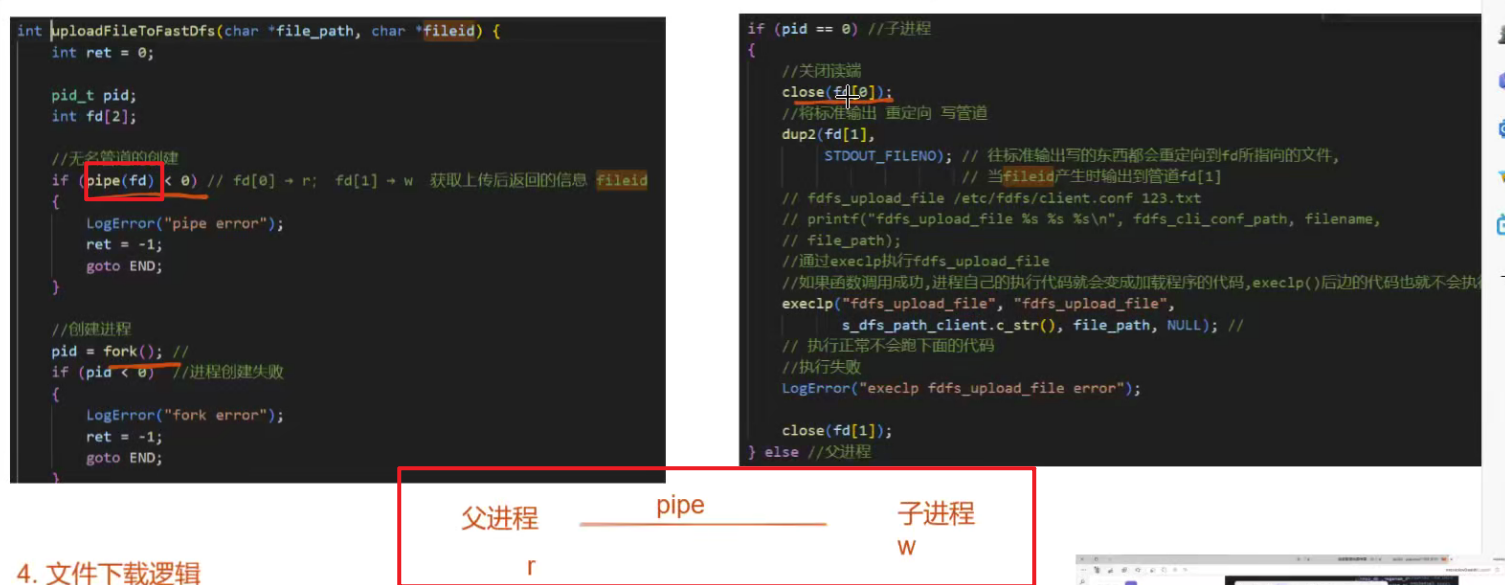 int uploadFileToFastDfs(char *file_path, char *fileid) {
int ret = 0;
pid_t pid;
int fd[2];
//无名管道的创建
if (pipe(fd) < 0) // fd[0] → r; fd[1] → w 获取上传后返回的信息 fileid
{
LogError("pipe error");
ret = -1;
goto END;
}
//创建进程
pid = fork(); //
if (pid < 0) //进程创建失败
{
LogError("fork error");
ret = -1;
goto END;
}
if (pid == 0) //子进程
{
//关闭读端
close(fd[0]);
//将标准输出 重定向 写管道
dup2(fd[1],
STDOUT_FILENO); // 往标准输出写的东西都会重定向到fd所指向的文件,
// 当fileid产生时输出到管道fd[1]
// fdfs_upload_file /etc/fdfs/client.conf 123.txt
// printf("fdfs_upload_file %s %s %s\n", fdfs_cli_conf_path, filename,
// file_path);
//通过execlp执行fdfs_upload_file
//如果函数调用成功,进程自己的执行代码就会变成加载程序的代码,execlp()后边的代码也就不会执
execlp("fdfs_upload_file", "fdfs_upload_file",
s_dfs_path_client.c_str(), file_path, NULL); //
// 执行正常不会跑下面的代码
//执行失败
LogError("execlp fdfs_upload_file error");
close(fd[1]);
} else //父进程
父进程 pipe 子进程
r w
4. 文件下载逻辑